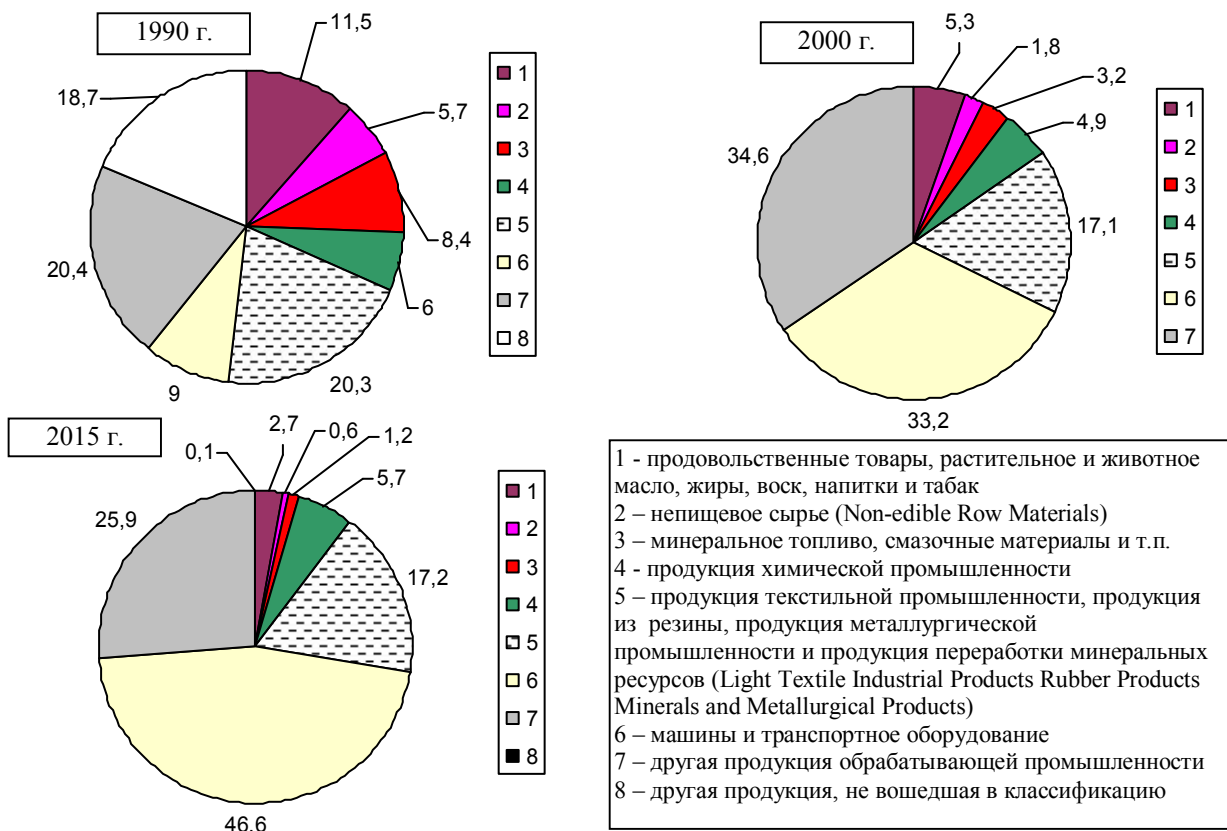 1990 г.
11,5
5,7
8,4
6
20,3
9
20,4
18,7
1
2
3
4
5
6
7
8
2000 г.
5,3
1,8
3,2
4,9
17,1
33,2
34,6
1
2
3
4
5
6
7
2015 г.
0,1
2,7
0,6
1,2
5,7
17,2
46,6
25,9
1
2
3
4
5
6
7
8
1 - продовольственные товары, растительное и животное
масло, жиры, воск, напитки и табак
2 – непищевое сырье (Non-edible Row Materials)
3 – минеральное топливо, смазочные материалы и т.п.
4 - продукция химической промышленности
5 – продукция текстильной промышленности, продукция
из резины, продукция металлургической
промышленности и продукция переработки минеральных
ресурсов (Light Textile Industrial Products Rubber Products
Minerals and Metallurgical Products)
6 – машины и транспортное оборудование
7 – другая продукция обрабатывающей промышленности
8 – другая продукция, не вошедшая в классификацию